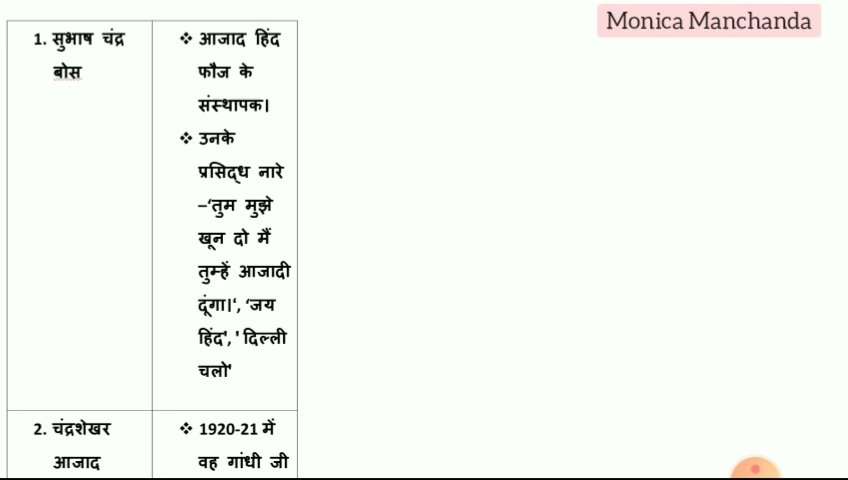 Monica Manchanda
1. सुभाष चंद्र
बोस
❖ आजाद हिंद
फौज के
संस्थापक।
❖ उनके
प्रसिद्ध नारे
–‘तुम मुझे
खून दो मैं
तुम्हें आजादी
दूंगा।‘, ‘जय
हिंद', ' दिल्ली
चलो'
2. चंद्रशेखर
आजाद
❖ 1920-21 में
वह गांधी जी